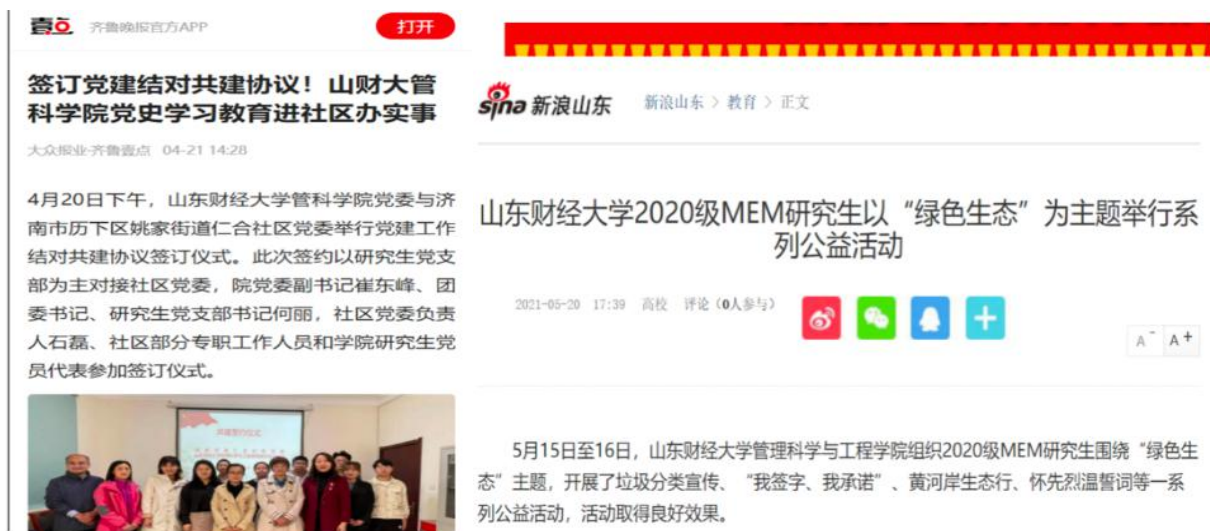 壹点 齐鲁晚报官方APP 打开
签订党建结对共建协议！山财大管
科学院党史学习教育进社区办实事
大众报业·齐鲁壹点 04-21 14:28
4月20日下午，山东财经大学管科学院党委与济
南市历下区姚家街道仁合社区党委举行党建工作
结对共建协议签订仪式。此次签约以研究生党支
部为主对接社区党委，院党委副书记崔东峰、团
委书记、研究生党支部书记何丽，社区党委负责
人石磊、社区部分专职工作人员和学院研究生党
员代表参加签订仪式。
sina 新浪山东 新浪山东 > 教育 > 正文
山东财经大学2020级MEM研究生以“绿色生态”为主题举行系
列公益活动
2021-05-20 17:39 高校 评论（0人参与）
A- A+
5月15日至16日，山东财经大学管理科学与工程学院组织2020级MEM研究生围绕“绿色生
态”主题，开展了垃圾分类宣传、“我签字、我承诺”、黄河岸生态行、怀先烈温誓词等一系
列公益活动，活动取得良好效果。